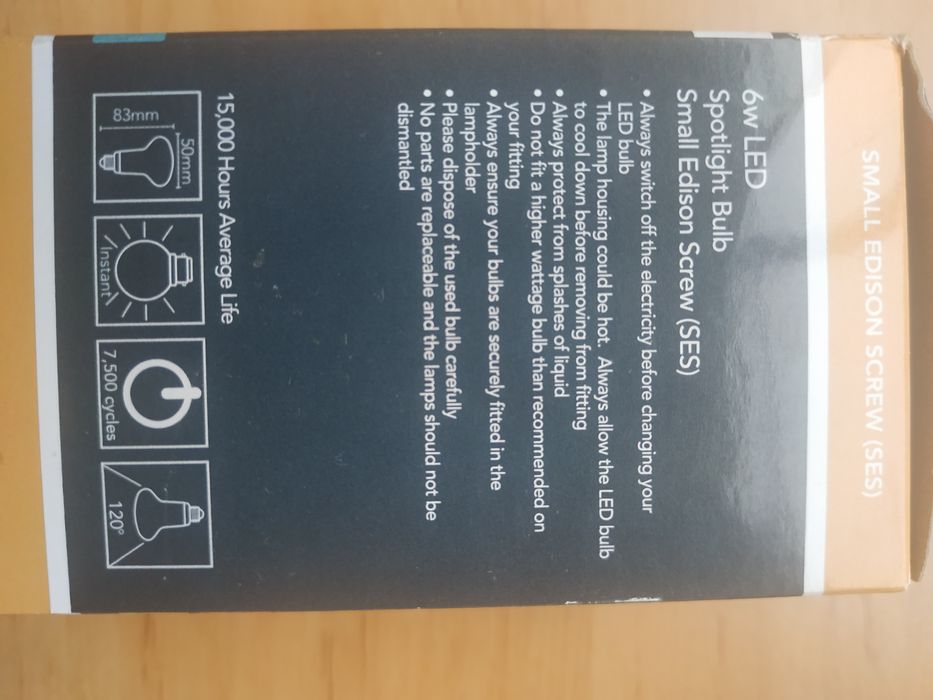 SMALL EDISON SCREW (SES)
6w LED
Spotlight Bulb
Small Edison Screw (SES)
• Always switch off the electricity before changing your
LED bulb
• The lamp housing could be hot. Always allow the LED bulb
to cool down before removing from fitting
• Always protect from splashes of liquid
• Do not fit a higher wattage bulb than recommended on
your fitting
• Always ensure your bulbs are securely fitted in the
lampholder
• Please dispose of the used bulb carefully
• No parts are replaceable and the lamps should not be
dismantled
15,000 Hours Average Life
50mm
83mm
Instant
7,500 cycles
120°